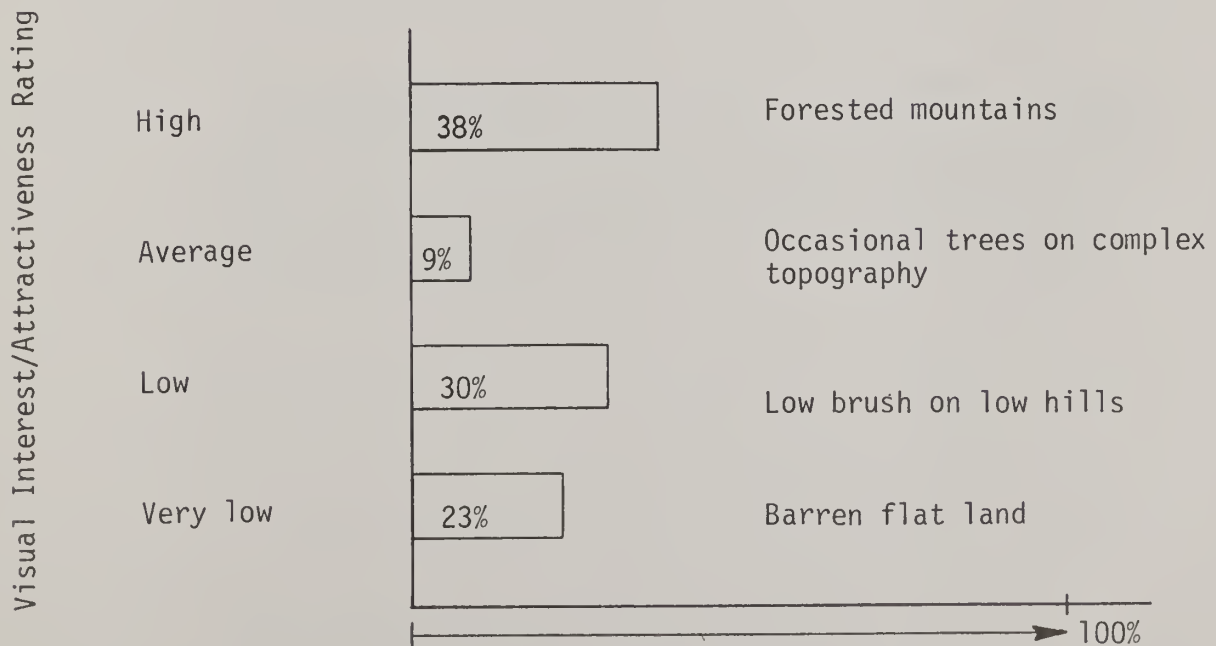 Visual Interest/Attractiveness Rating
High
38%
Forested mountains
Average
9%
Occasional trees on complex
topography
Low
30%
Low brush on low hills
Very low
23%
Barren flat land
100%